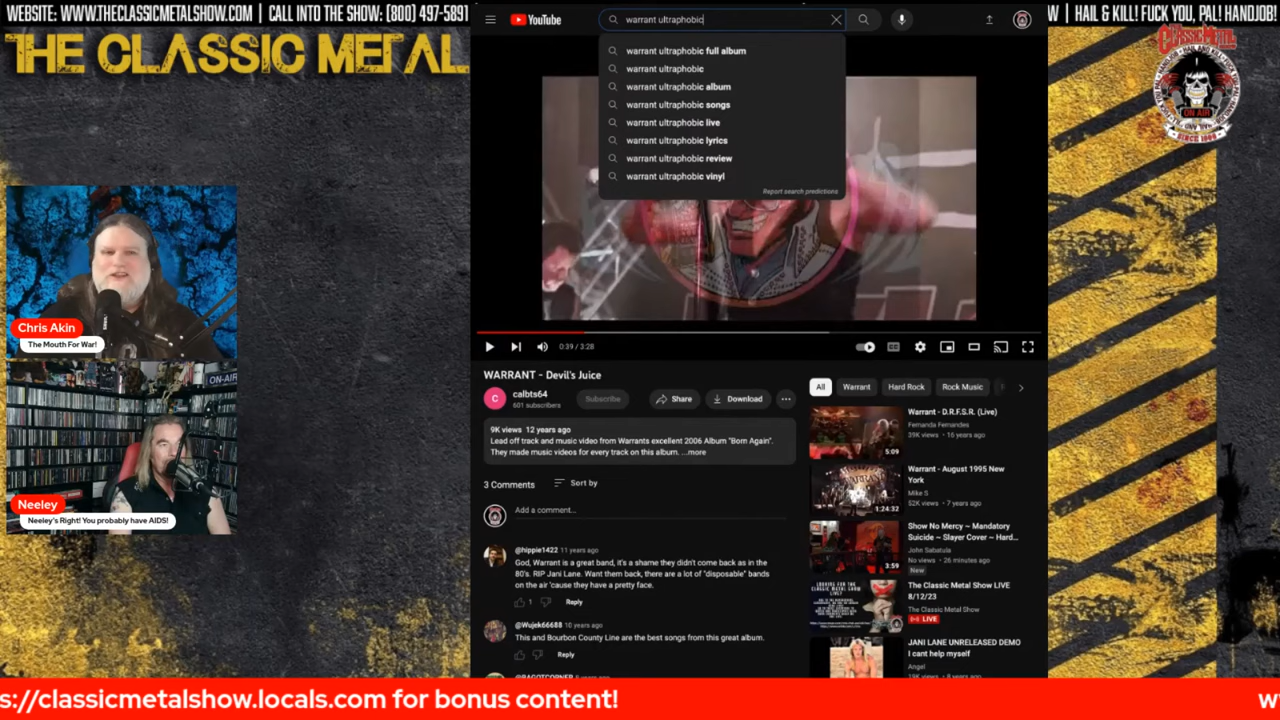 WEBSITE: WWW.THECLASSICMETALSHOW.COM | CALL INTO THE SHOW: (800) 497-5891
W | HAIL & KILL! FUCK YOU, PAL! HANDJOB!
THE CLASSIC METAL
YouTube
warrant ultraphobic
warrant ultraphobic full album
warrant ultraphobic
warrant ultraphobic album
warrant ultraphobic songs
warrant ultraphobic live
warrant ultraphobic lyrics
warrant ultraphobic review
warrant ultraphobic vinyl
Report search predictions
CLASSIC METAL
ON AIR
SINCE 1996
Chris Akin
The Mouth For War!
ON-AIR
Neeley
Neeley's Right! You probably have AIDS!
0:39 / 3:28
WARRANT - Devil's Juice
C
calbts64
601 subscribers
Subscribe
Share
Download
9K views 12 years ago
Lead off track and music video from Warrants excellent 2006 Album "Born Again".
They made music videos for every track on this album. ...more
3 Comments
Sort by
Add a comment...
@hippie1422 11 years ago
God, Warrant is a great band, it's a shame they didn't come back as in the
80's. RIP Jani Lane. Want them back, there are a lot of "disposable" bands
on the air 'cause they have a pretty face.
1
Reply
@Wujek66688 10 years ago
This and Bourbon County Line are the best songs from this great album.
Reply
All
Warrant
Hard Rock
Rock Music
Warrant - D.R.F.S.R. (Live)
Fernanda Fernandes
39K views • 16 years ago
5:09
Warrant - August 1995 New
York
Mike S
52K views • 7 years ago
1:24:32
Show No Mercy ~ Mandatory
Suicide ~ Slayer Cover ~ Hard...
John Sabatula
No views • 26 minutes ago
New
3:59
The Classic Metal Show LIVE
8/12/23
The Classic Metal Show
LIVE
JANI LANE UNRELEASED DEMO
I cant help myself
Angel
s://classicmetalshow.locals.com for bonus content!